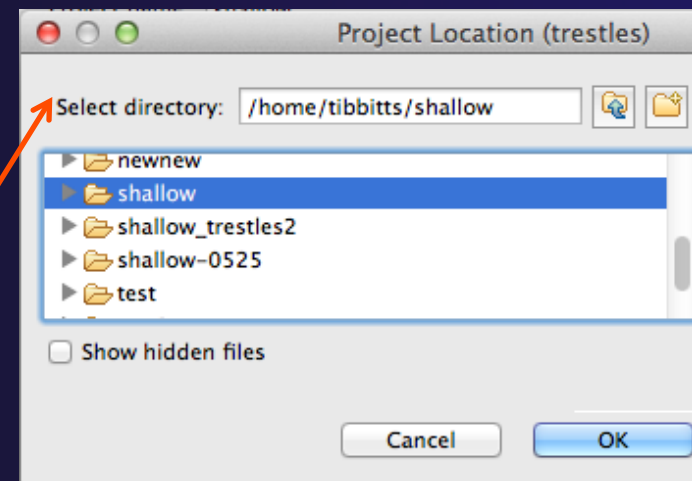 Project Location (trestles)
Select directory: /home/tibbitts/shallow
newnew
shallow
shallow_trestles2
shallow-0525
test
Show hidden files
Cancel OK